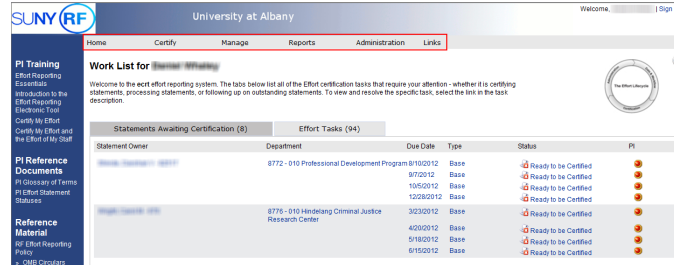 SUNY RF
University at Albany
Welcome, | Sign
Home Certify Manage Reports Administration Links
PI Training
Effort Reporting
Essentials
Introduction to the
Effort Reporting
Electronic Tool
Certify My Effort
Certify My Effort and
the Effort of My Staff
PI Reference
Documents
PI Glossary of Terms
PI Effort Statement
Statuses
Reference
Material
RF Effort Reporting
Policy
» OMB Circulars
Work List for
Welcome to the ecrt effort reporting system. The tabs below list all of the Effort certification tasks that require your attention - whether it is certifying
statements, processing statements, or following up on outstanding statements. To view and resolve the specific task, select the link in the task
description.
The Effort Lifecycle
Statements Awaiting Certification (8) Effort Tasks (94)
Statement Owner Department Due Date Type Status PI
8772 - 010 Professional Development Program 8/10/2012 Base Ready to be Certified
9/7/2012 Base Ready to be Certified
10/5/2012 Base Ready to be Certified
12/28/2012 Base Ready to be Certified
8776 - 010 Hindelang Criminal Justice 3/23/2012 Base Ready to be Certified
Research Center
4/20/2012 Base Ready to be Certified
5/18/2012 Base Ready to be Certified
6/15/2012 Base Ready to be Certified